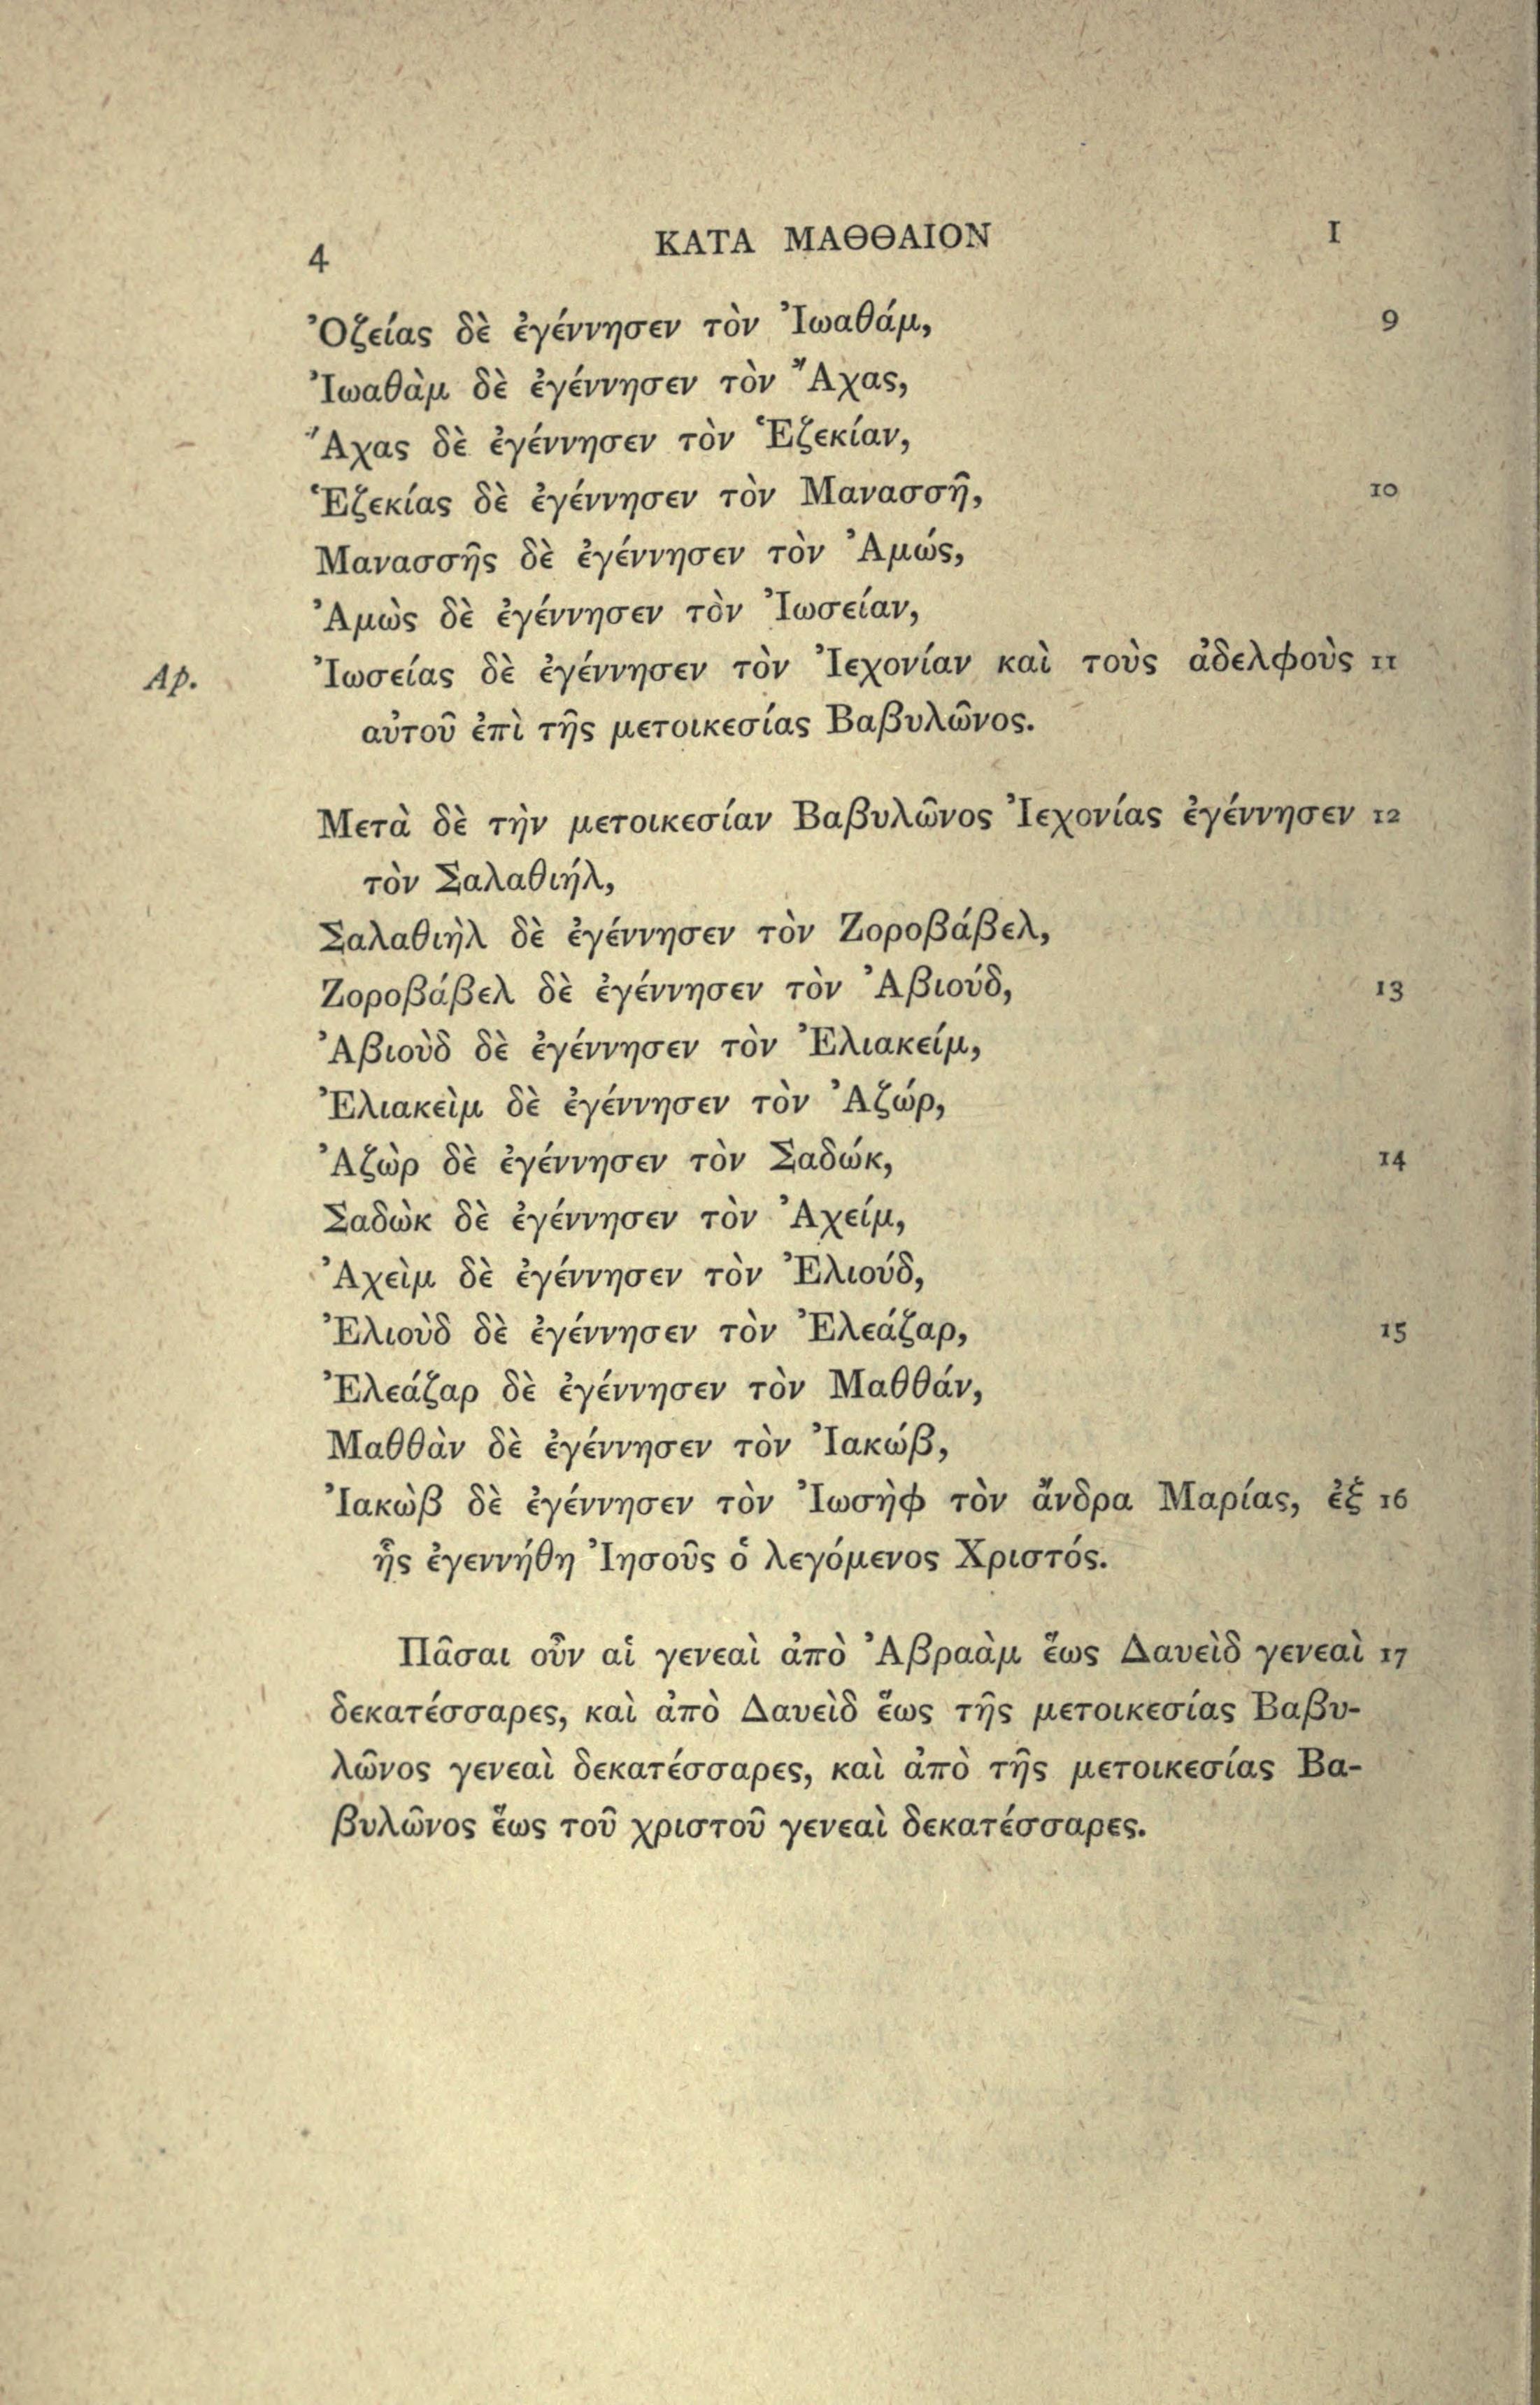 4 ΚΑΤΑ ΜΑΘΘΑΙΟΝ I
Ὀζείας δὲ ἐγέννησεν τὸν Ἰωαθάμ, 9
Ἰωαθὰμ δὲ ἐγέννησεν τὸν Ἄχας,
Ἄχας δὲ ἐγέννησεν τὸν Ἑζεκίαν,
Ἑζεκίας δὲ ἐγέννησεν τὸν Μανασσῆ, 10
Μανασσῆς δὲ ἐγέννησεν τὸν Ἀμώς,
Ἀμὼς δὲ ἐγέννησεν τὸν Ἰωσείαν,
Ap. Ἰωσείας δὲ ἐγέννησεν τὸν Ἰεχονίαν καὶ τοὺς ἀδελφοὺς 11
αὐτοῦ ἐπὶ τῆς μετοικεσίας Βαβυλῶνος.
Μετὰ δὲ τὴν μετοικεσίαν Βαβυλῶνος Ἰεχονίας ἐγέννησεν 12
τὸν Σαλαθιήλ,
Σαλαθιὴλ δὲ ἐγέννησεν τὸν Ζοροβάβελ,
Ζοροβάβελ δὲ ἐγέννησεν τὸν Ἀβιούδ, 13
Ἀβιοὺδ δὲ ἐγέννησεν τὸν Ἐλιακείμ,
Ἐλιακεὶμ δὲ ἐγέννησεν τὸν Ἀζώρ,
Ἀζὼρ δὲ ἐγέννησεν τὸν Σαδώκ, 14
Σαδὼκ δὲ ἐγέννησεν τὸν Ἀχείμ,
Ἀχεὶμ δὲ ἐγέννησεν τὸν Ἐλιούδ,
Ἐλιοὺδ δὲ ἐγέννησεν τὸν Ἐλεάζαρ, 15
Ἐλεάζαρ δὲ ἐγέννησεν τὸν Μαθθάν,
Μαθθὰν δὲ ἐγέννησεν τὸν Ἰακώβ,
Ἰακὼβ δὲ ἐγέννησεν τὸν Ἰωσὴφ τὸν ἄνδρα Μαρίας, ἐξ 16
ἧς ἐγεννήθη Ἰησοῦς ὁ λεγόμενος Χριστός.
Πᾶσαι οὖν αἱ γενεαὶ ἀπὸ Ἀβραὰμ ἕως Δαυεὶδ γενεαὶ 17
δεκατέσσαρες, καὶ ἀπὸ Δαυεὶδ ἕως τῆς μετοικεσίας Βαβυ-
λῶνος γενεαὶ δεκατέσσαρες, καὶ ἀπὸ τῆς μετοικεσίας Βα-
βυλῶνος ἕως τοῦ χριστοῦ γενεαὶ δεκατέσσαρες.